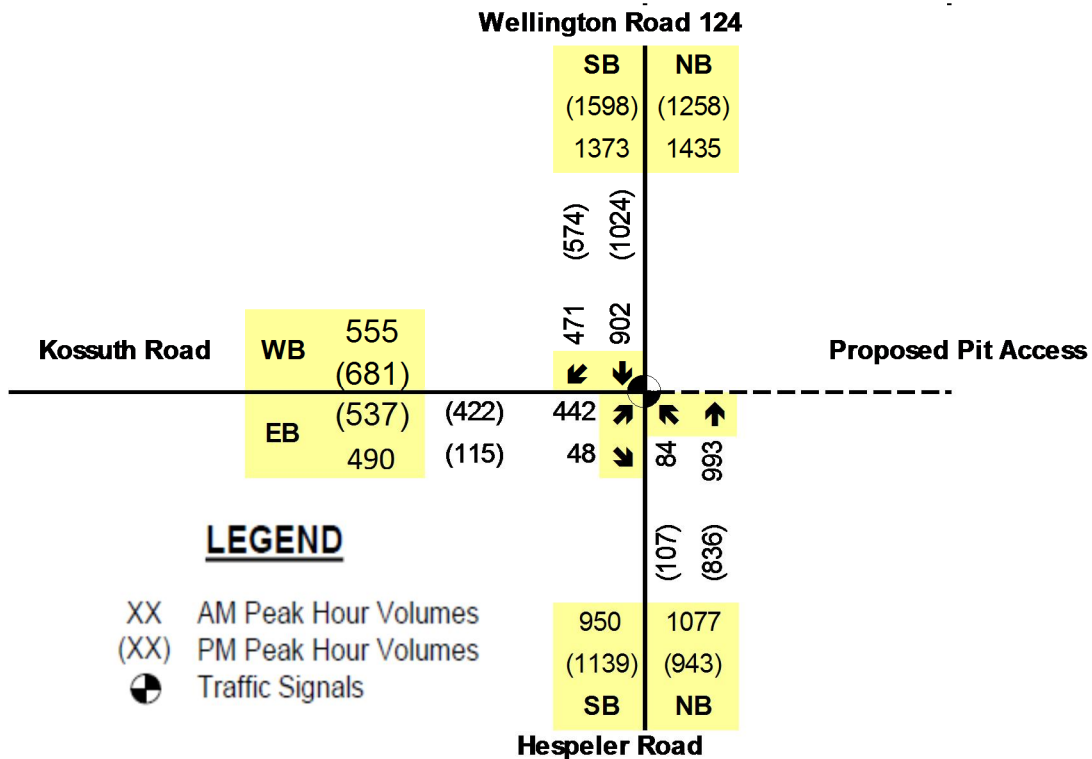 Wellington Road 124
SB NB
(1598) (1258)
1373 1435
(574) (1024)
471 902
Kossuth Road
WB 555
(681)
EB (537)
490
(422) 442
(115) 48
Proposed Pit Access
84 993
(107) (836)
950 1077
(1139) (943)
SB NB
Hespeler Road
LEGEND
XX AM Peak Hour Volumes
(XX) PM Peak Hour Volumes
Traffic Signals